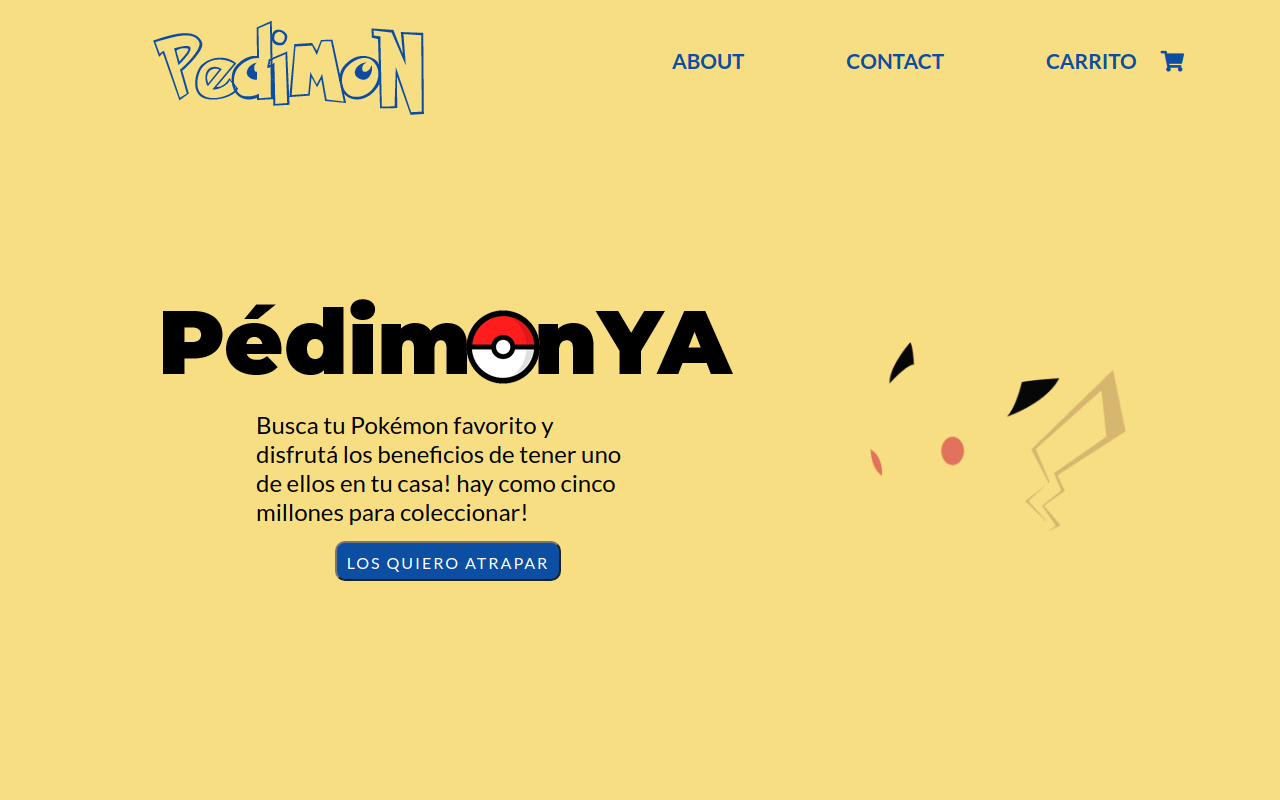 PediMoN
ABOUT
CONTACT
CARRITO
PédimonYA
Busca tu Pokémon favorito y
disfrutá los beneficios de tener uno
de ellos en tu casa! hay como cinco
millones para coleccionar!
LOS QUIERO ATRAPAR